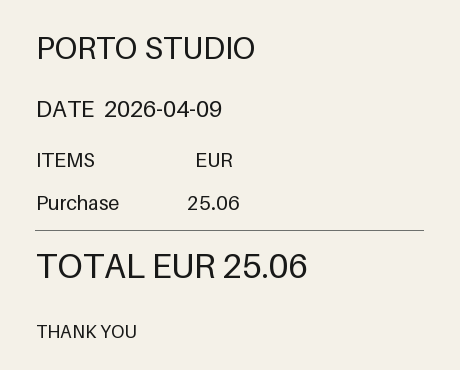 PORTO STUDIO
DATE 2026-04-09
ITEMS EUR
Purchase 25.06
TOTAL EUR 25.06
THANK YOU